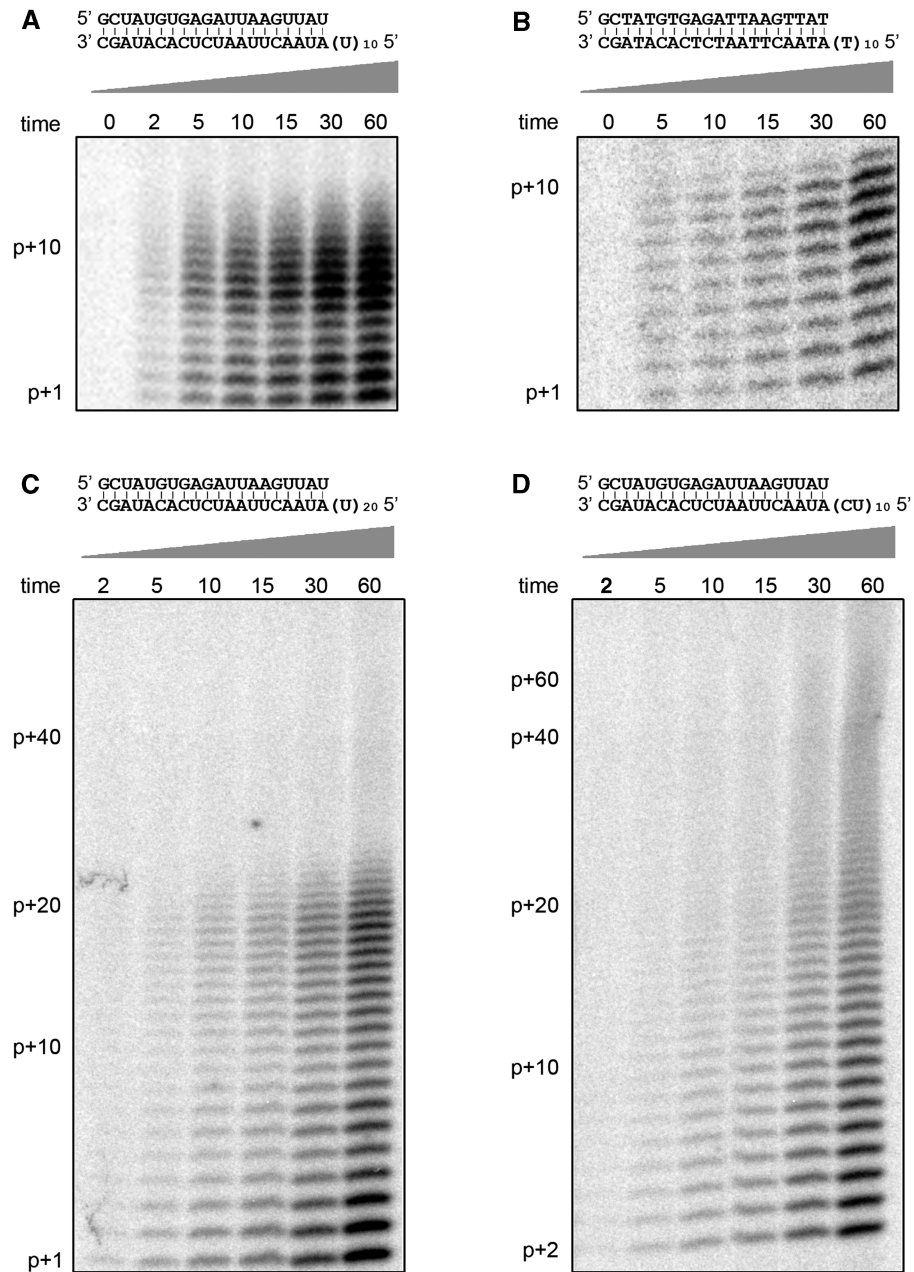 A
5’ GCUAUGUGAGAUUAAGUUAU
3’ CGAUACACUCUAAUUCAAUA(U)10 5’
time 0 2 5 10 15 30 60
p+10
p+1
B
5’ GCTATGTGAGATTAAGTTAT
3’ CGATACACTCTAATTCAATA(T)10 5’
time 0 5 10 15 30 60
p+10
p+1
C
5’ GCUAUGUGAGAUUAAGUUAU
3’ CGAUACACUCUAAUUCAAUA(U)20 5’
time 2 5 10 15 30 60
p+40
p+20
p+10
p+1
D
5’ GCUAUGUGAGAUUAAGUUAU
3’ CGAUACACUCUAAUUCAAUA(CU)10 5’
time 2 5 10 15 30 60
p+60
p+40
p+20
p+10
p+2